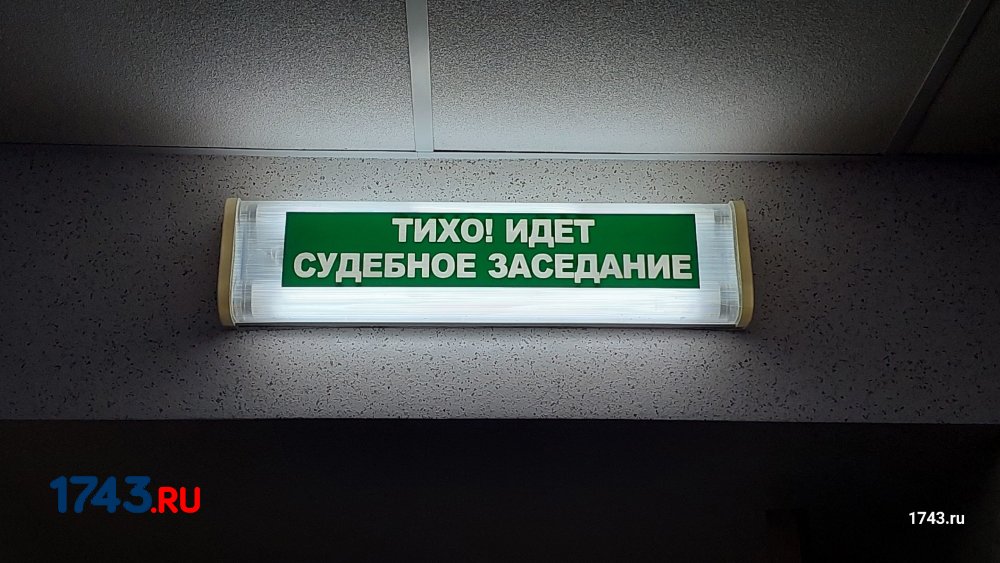 ТИХО! ИДЕТ
СУДЕБНОЕ ЗАСЕДАНИЕ
1743.RU
1743.ru